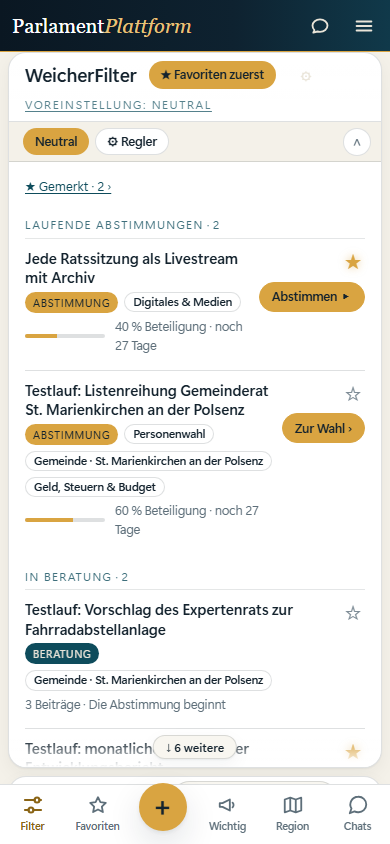 ParlamentPlattform
WeicherFilter
★ Favoriten zuerst
VOREINSTELLUNG: NEUTRAL
Neutral
Regler
★ Gemerkt · 2 ›
LAUFENDE ABSTIMMUNGEN · 2
Jede Ratssitzung als Livestream
mit Archiv
ABSTIMMUNG
Digitales & Medien
Abstimmen ▸
40 % Beteiligung · noch
27 Tage
Testlauf: Listenreihung Gemeinderat
St. Marienkirchen an der Polsenz
ABSTIMMUNG
Personenwahl
Zur Wahl ›
Gemeinde · St. Marienkirchen an der Polsenz
Geld, Steuern & Budget
60 % Beteiligung · noch 27
Tage
IN BERATUNG · 2
Testlauf: Vorschlag des Expertenrats zur
Fahrradabstellanlage
BERATUNG
Gemeinde · St. Marienkirchen an der Polsenz
3 Beiträge · Die Abstimmung beginnt
Testlauf:
↓ 6 weitere
Filter
Favoriten
+
Wichtig
Region
Chats